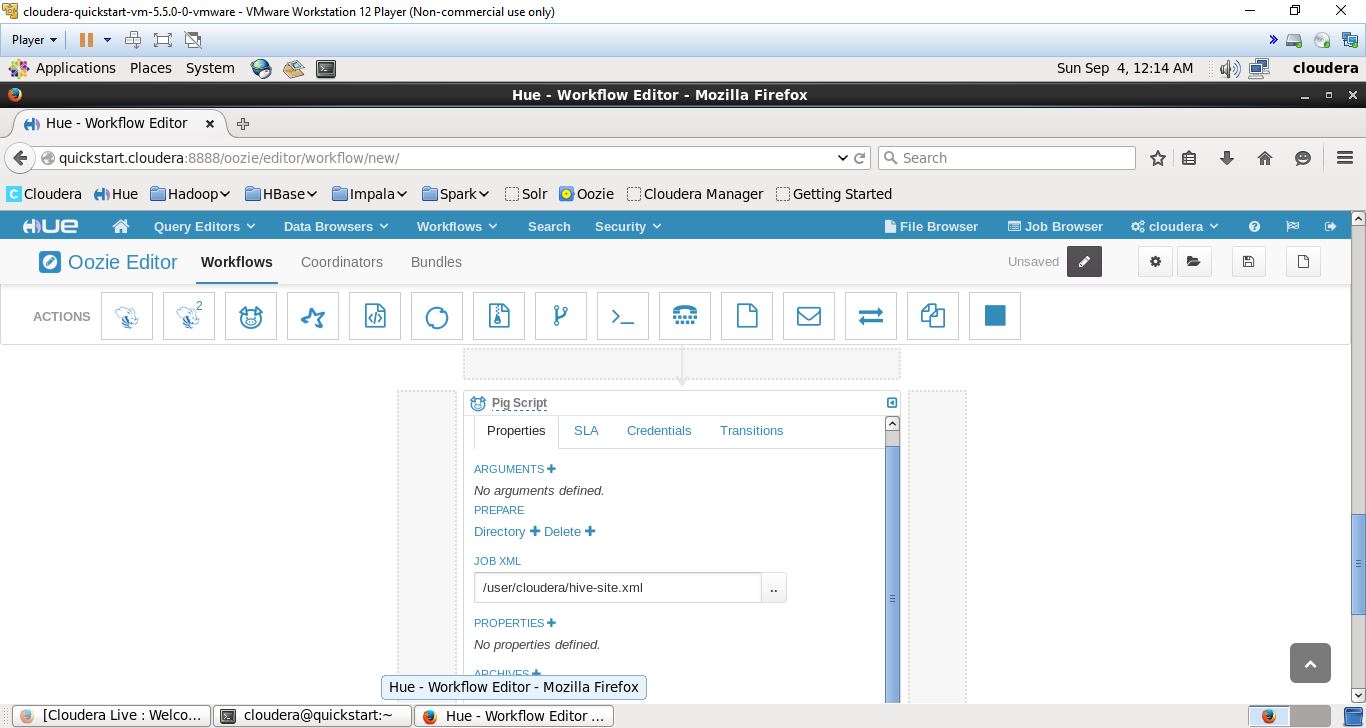 cloudera-quickstart-vm-5.5.0-0-vmware - VMware Workstation 12 Player (Non-commercial use only)
Player
Applications Places System Sun Sep 4, 12:14 AM cloudera
Hue - Workflow Editor - Mozilla Firefox
Hue - Workflow Editor
quickstart.cloudera:8888/oozie/editor/workflow/new/ Search
Cloudera Hue Hadoop HBase Impala Spark Solr Oozie Cloudera Manager Getting Started
HUE Query Editors Data Browsers Workflows Search Security File Browser Job Browser cloudera
Oozie Editor Workflows Coordinators Bundles Unsaved
ACTIONS 2
Pig Script
Properties SLA Credentials Transitions
ARGUMENTS
No arguments defined.
PREPARE
Directory Delete
JOB XML
/user/cloudera/hive-site.xml ..
PROPERTIES
No properties defined.
ARCHIVES
Hue - Workflow Editor - Mozilla Firefox
[Cloudera Live : Welco... cloudera@quickstart:~ Hue - Workflow Editor ...